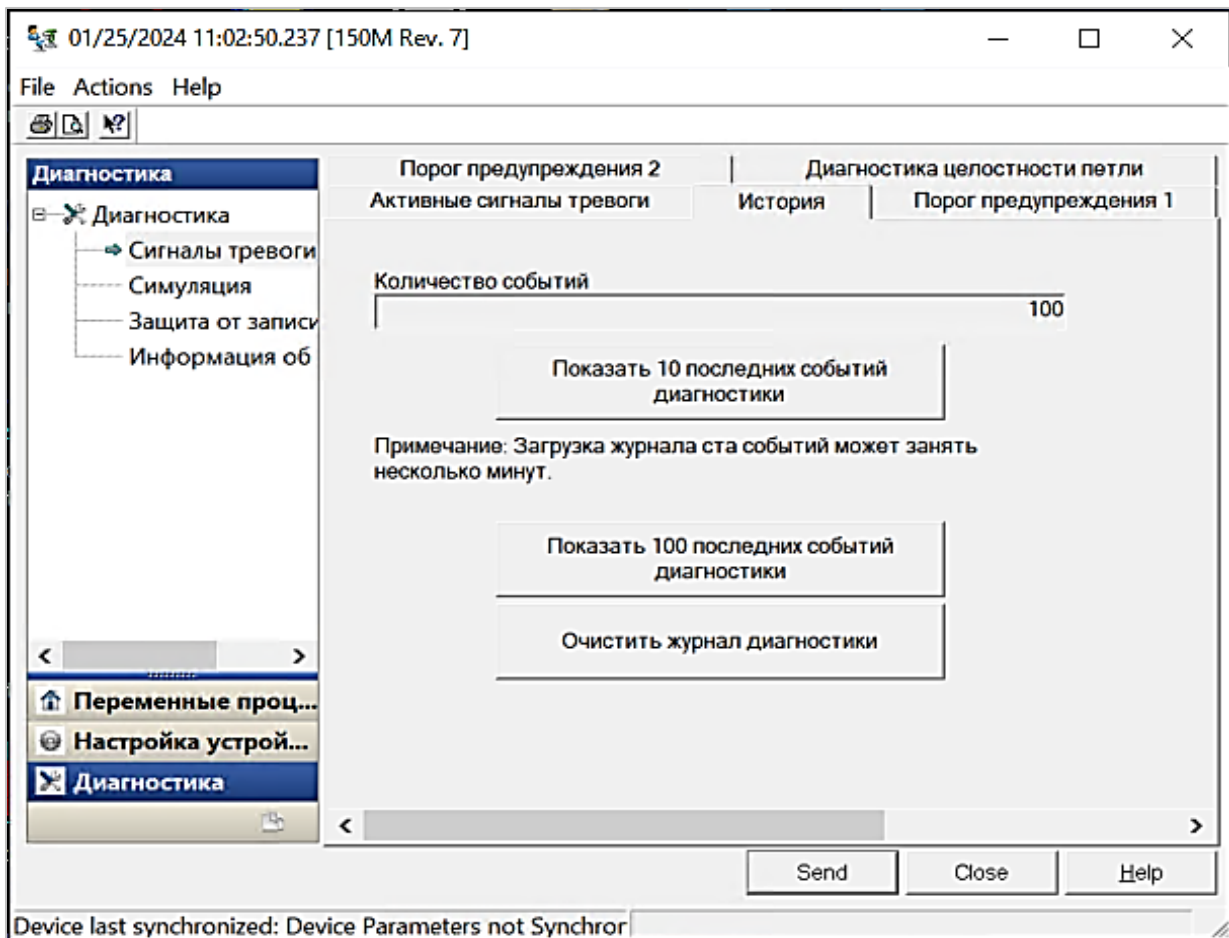 01/25/2024 11:02:50.237 [150M Rev. 7]
File Actions Help
Диагностика
Диагностика
Сигналы тревоги
Симуляция
Защита от записи
Информация об
Переменные проц...
Настройка устрой...
Диагностика
Порог предупреждения 2
Диагностика целостности петли
Активные сигналы тревоги
История
Порог предупреждения 1
Количество событий
100
Показать 10 последних событий
диагностики
Примечание: Загрузка журнала ста событий может занять
несколько минут.
Показать 100 последних событий
диагностики
Очистить журнал диагностики
Send Close Help
Device last synchronized: Device Parameters not Synchror